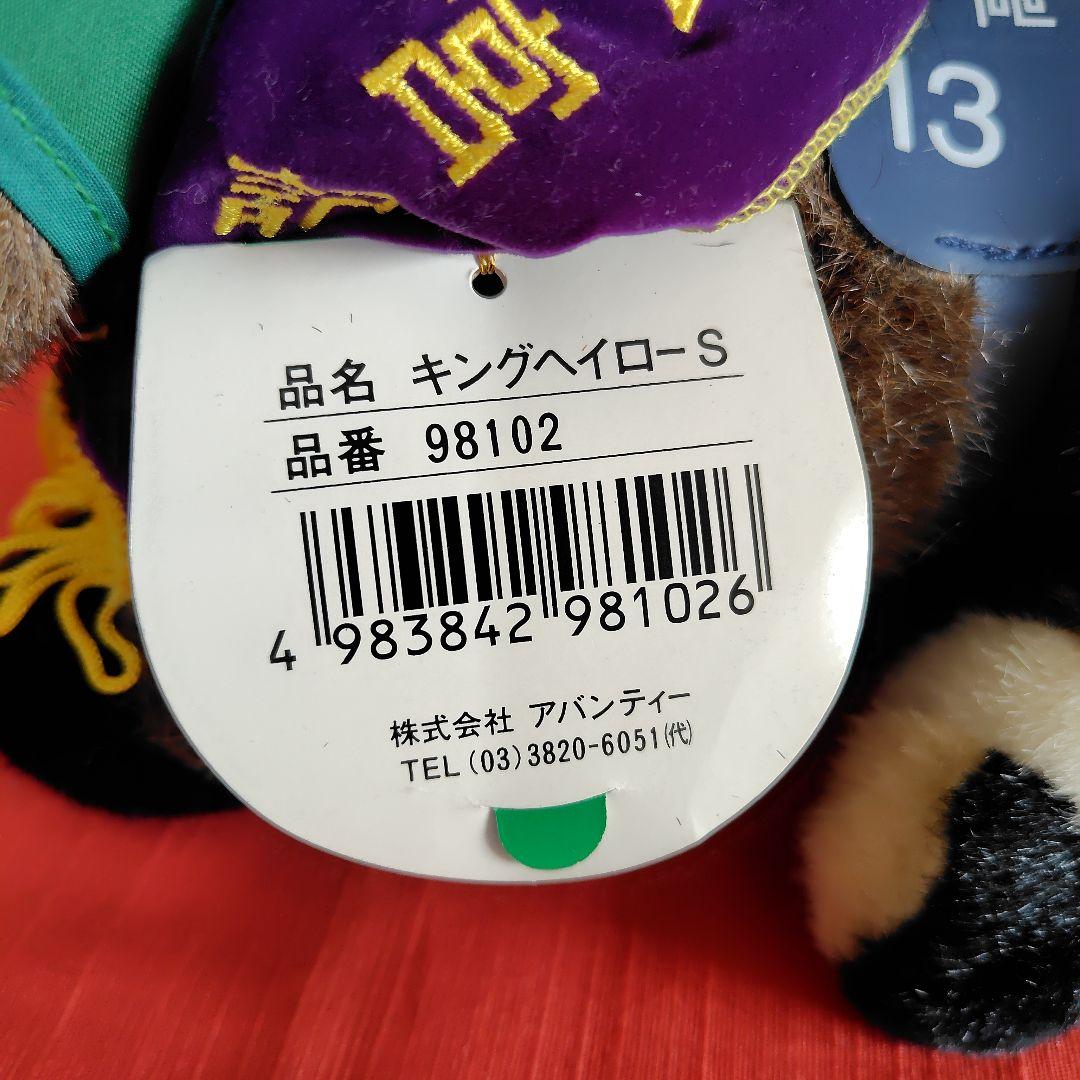 13
品名 キングヘイローS
品番 98102
4 983842 981026
株式会社 アバンティー
TEL(03)3820-6051(代)